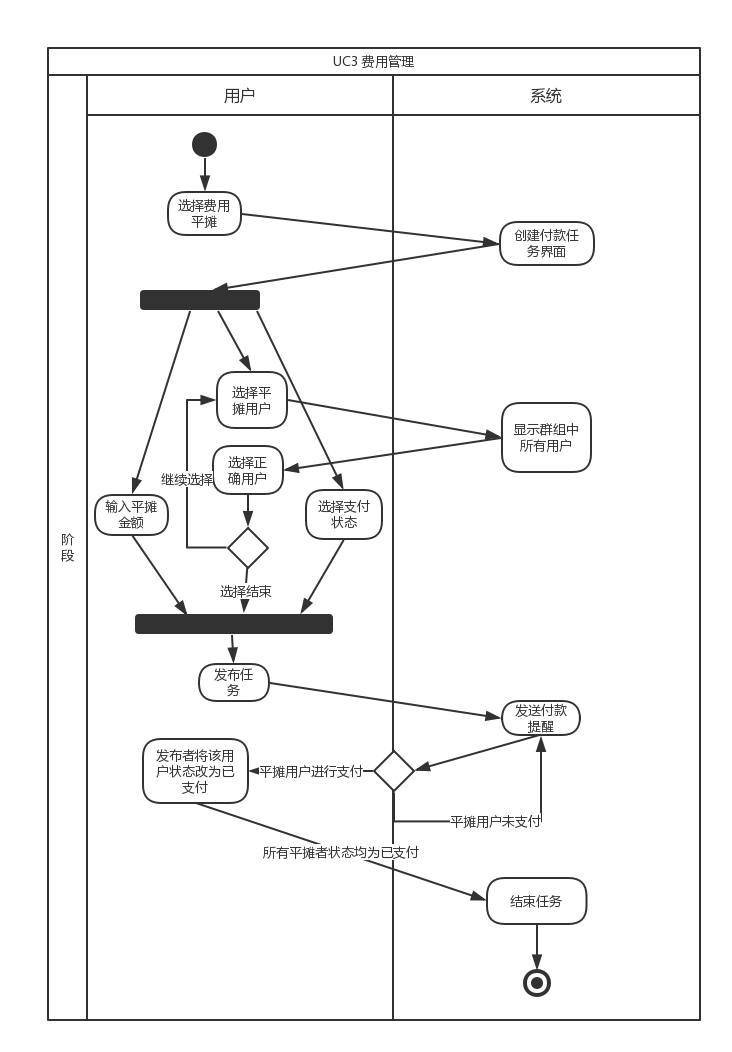 UC3 费用管理
用户
系统
选择费用
平摊
创建付款任
务界面
选择平
摊用户
显示群组中
所有用户
选择正
确用户
继续选择
输入平摊
金额
选择支付
状态
阶
段
选择结束
发布任
务
发送付款
提醒
发布者将该用
户状态改为已
支付
平摊用户进行支付
平摊用户未支付
所有平摊者状态均为已支付
结束任务